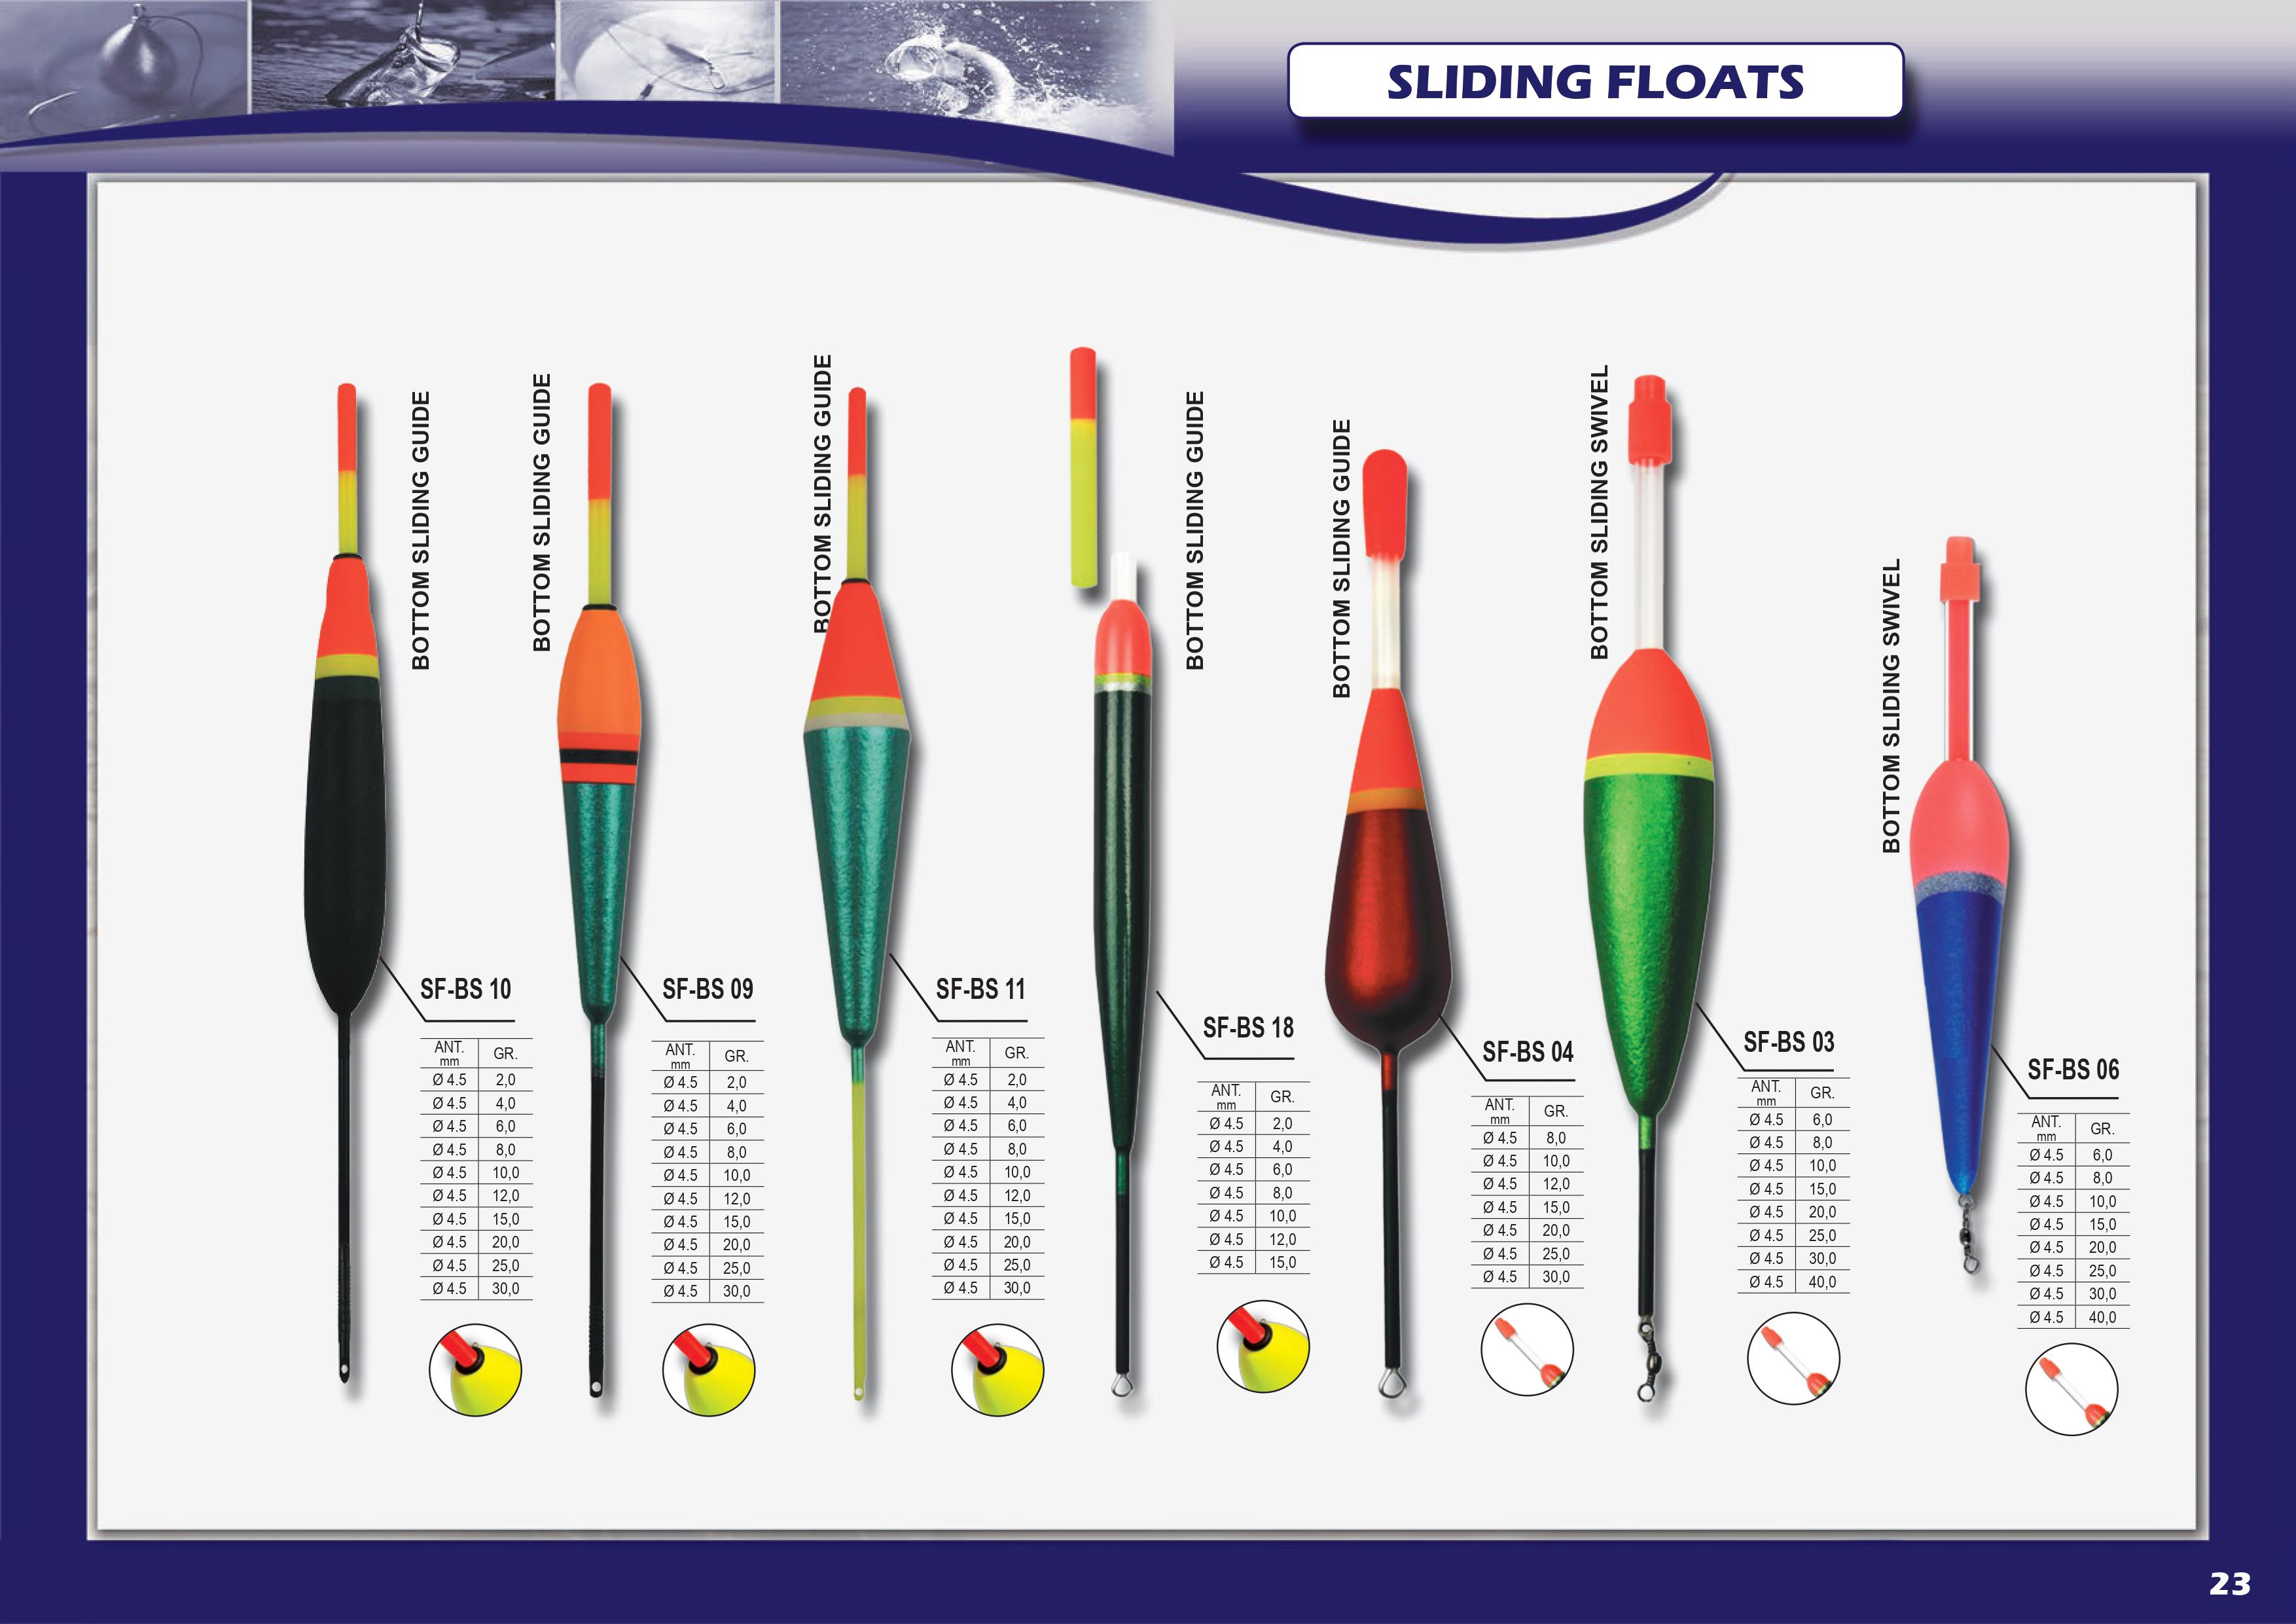 SLIDING FLOATS
BOTTOM SLIDING GUIDE
SF-BS 10
ANT. mm GR.
Ø 4.5 2,0
Ø 4.5 4,0
Ø 4.5 6,0
Ø 4.5 8,0
Ø 4.5 10,0
Ø 4.5 12,0
Ø 4.5 15,0
Ø 4.5 20,0
Ø 4.5 25,0
Ø 4.5 30,0
BOTTOM SLIDING GUIDE
SF-BS 09
ANT. mm GR.
Ø 4.5 2,0
Ø 4.5 4,0
Ø 4.5 6,0
Ø 4.5 8,0
Ø 4.5 10,0
Ø 4.5 12,0
Ø 4.5 15,0
Ø 4.5 20,0
Ø 4.5 25,0
Ø 4.5 30,0
BOTTOM SLIDING GUIDE
SF-BS 11
ANT. mm GR.
Ø 4.5 2,0
Ø 4.5 4,0
Ø 4.5 6,0
Ø 4.5 8,0
Ø 4.5 10,0
Ø 4.5 12,0
Ø 4.5 15,0
Ø 4.5 20,0
Ø 4.5 25,0
Ø 4.5 30,0
BOTTOM SLIDING GUIDE
SF-BS 18
ANT. mm GR.
Ø 4.5 2,0
Ø 4.5 4,0
Ø 4.5 6,0
Ø 4.5 8,0
Ø 4.5 10,0
Ø 4.5 12,0
Ø 4.5 15,0
BOTTOM SLIDING GUIDE
SF-BS 04
ANT. mm GR.
Ø 4.5 8,0
Ø 4.5 10,0
Ø 4.5 12,0
Ø 4.5 15,0
Ø 4.5 20,0
Ø 4.5 25,0
Ø 4.5 30,0
BOTTOM SLIDING SWIVEL
SF-BS 03
ANT. mm GR.
Ø 4.5 6,0
Ø 4.5 8,0
Ø 4.5 10,0
Ø 4.5 15,0
Ø 4.5 20,0
Ø 4.5 25,0
Ø 4.5 30,0
Ø 4.5 40,0
BOTTOM SLIDING SWIVEL
SF-BS 06
ANT. mm GR.
Ø 4.5 6,0
Ø 4.5 8,0
Ø 4.5 10,0
Ø 4.5 15,0
Ø 4.5 20,0
Ø 4.5 25,0
Ø 4.5 30,0
Ø 4.5 40,0
23